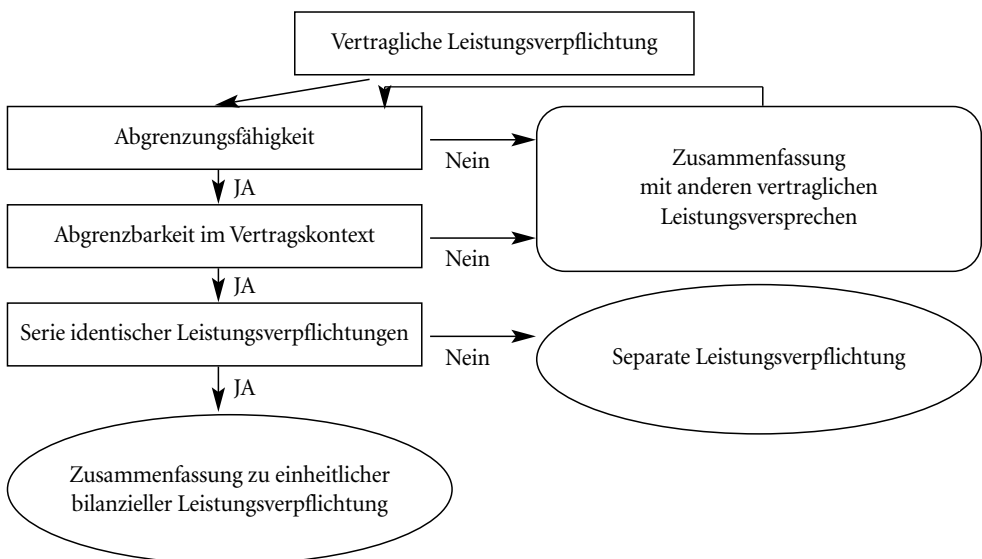 Vertragliche Leistungsverpflichtung
Abgrenzungsfähigkeit
Nein
Zusammenfassung
mit anderen vertraglichen
Leistungsversprechen
JA
Abgrenzbarkeit im Vertragskontext
Nein
JA
Serie identischer Leistungsverpflichtungen
Nein
Separate Leistungsverpflichtung
JA
Zusammenfassung zu einheitlicher
bilanzieller Leistungsverpflichtung